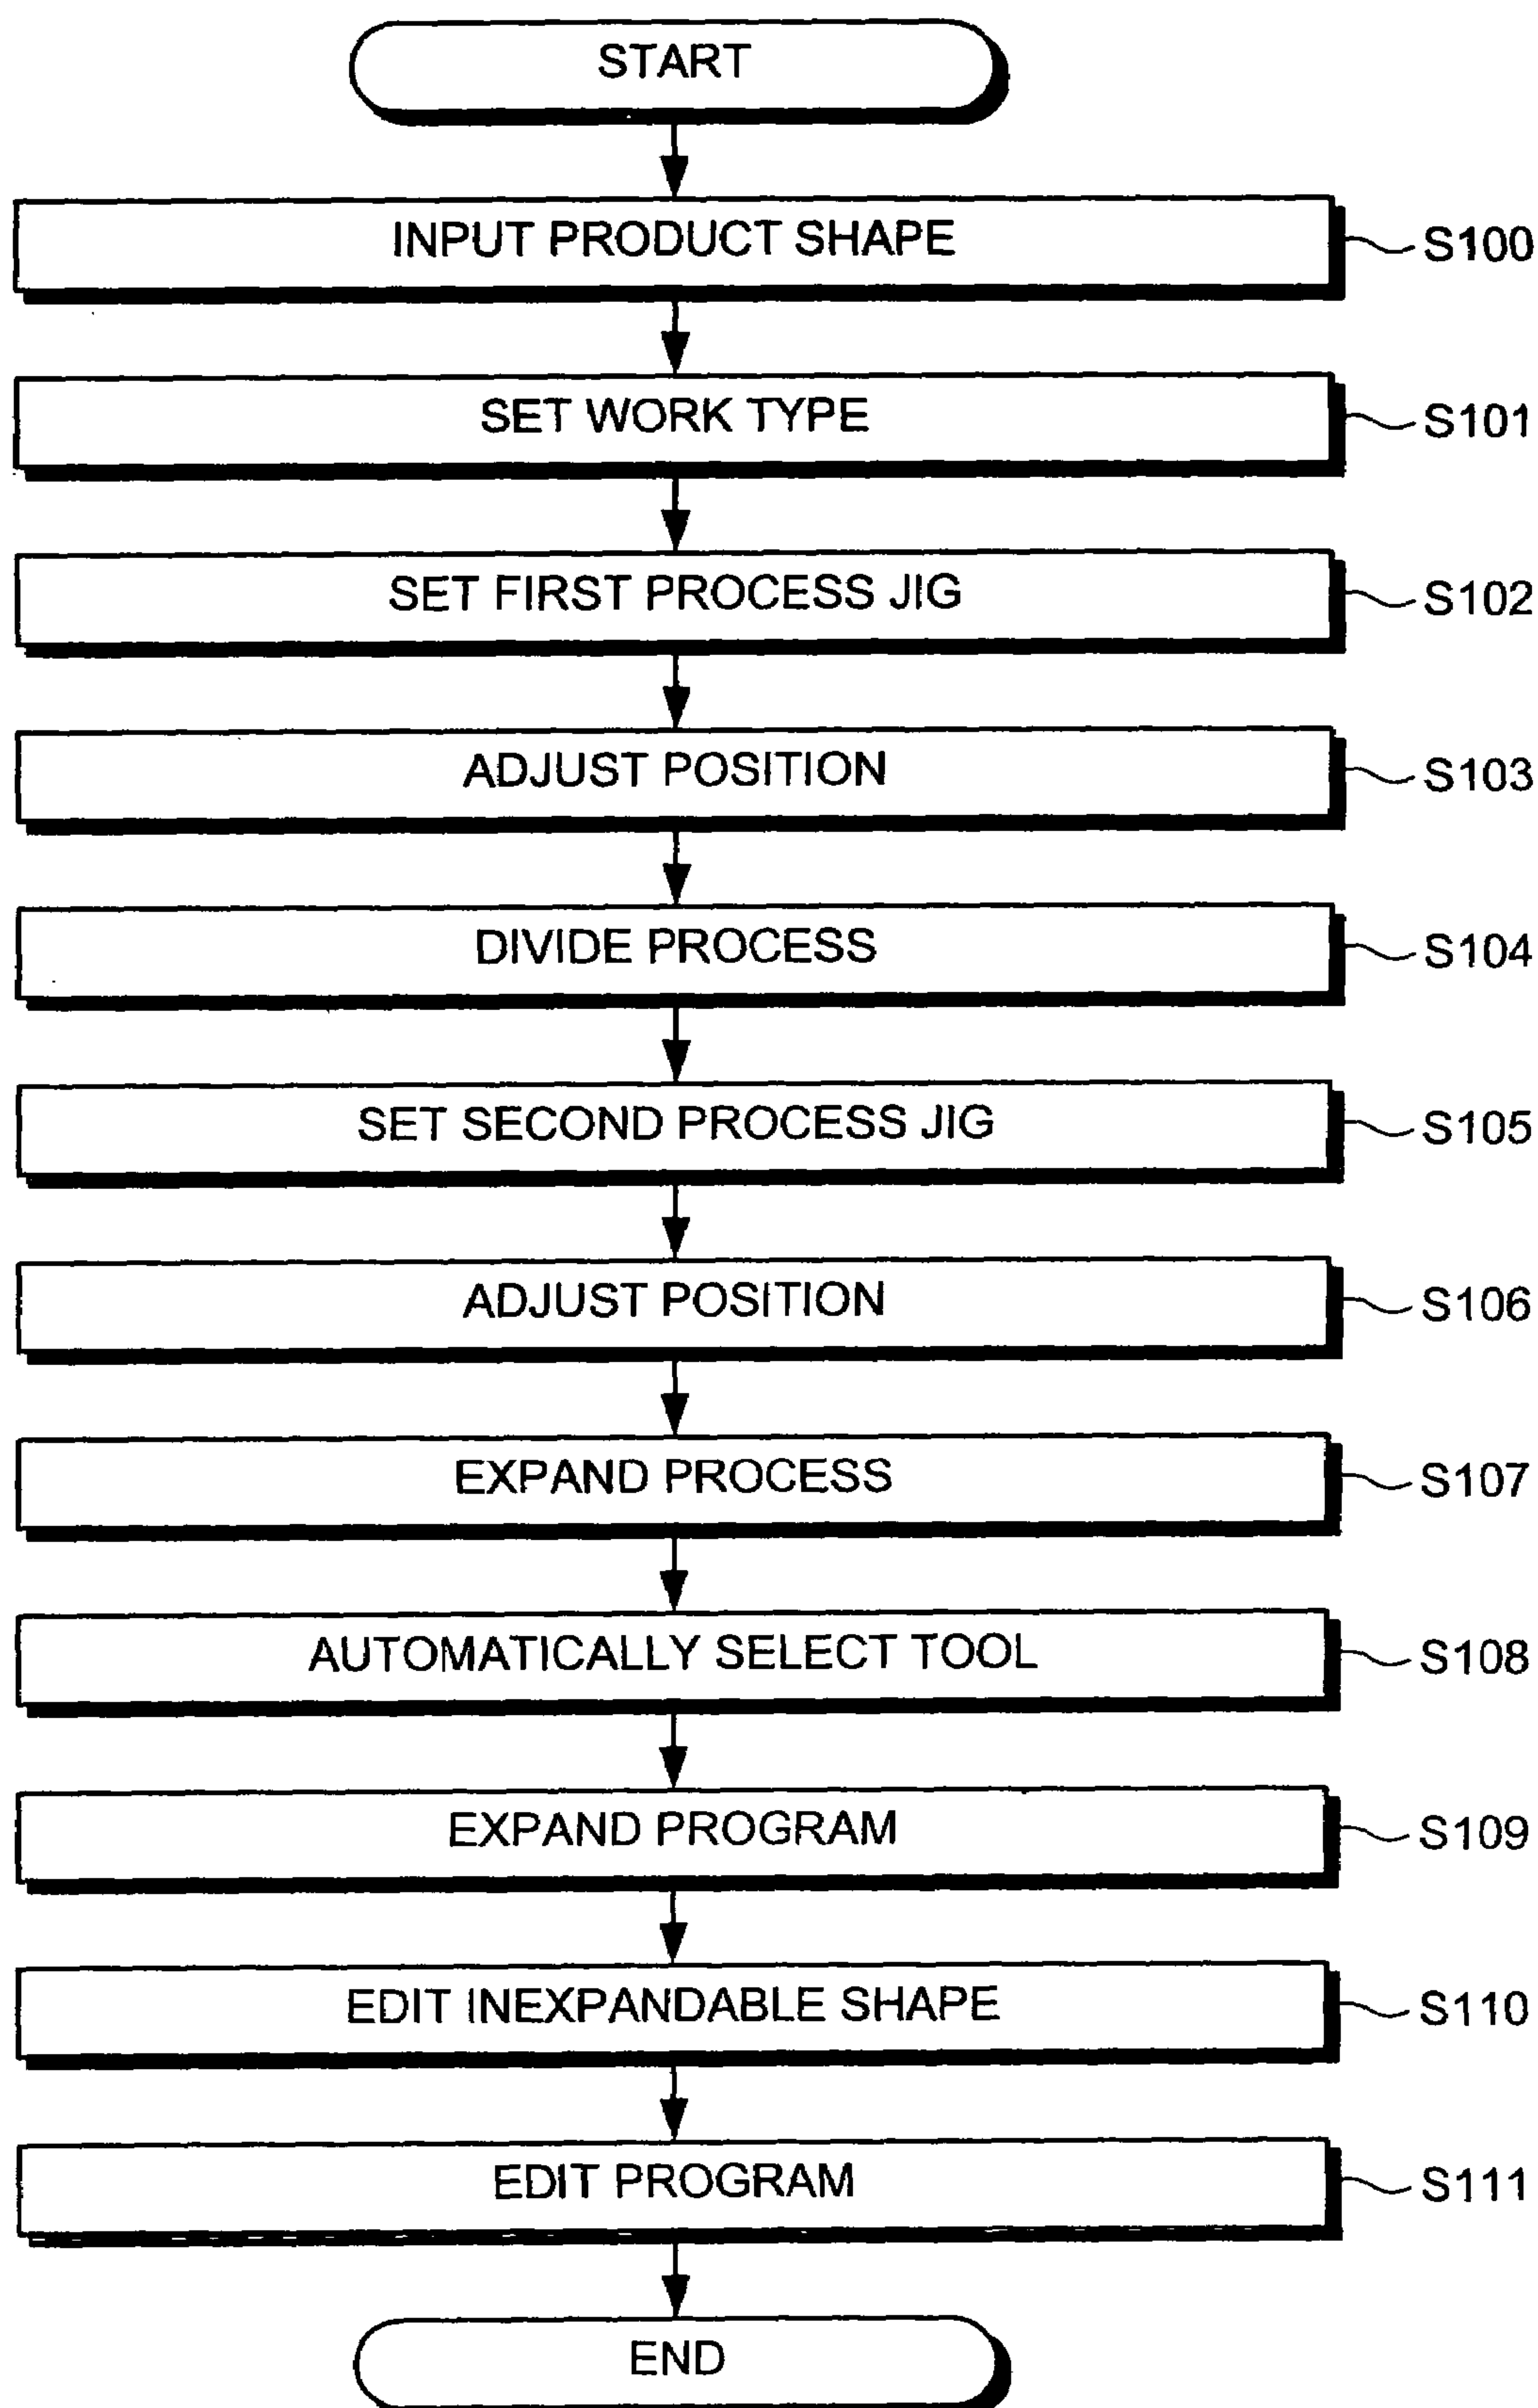 START
INPUT PRODUCT SHAPE S100
SET WORK TYPE S101
SET FIRST PROCESS JIG S102
ADJUST POSITION S103
DIVIDE PROCESS S104
SET SECOND PROCESS JIG S105
ADJUST POSITION S106
EXPAND PROCESS S107
AUTOMATICALLY SELECT TOOL S108
EXPAND PROGRAM S109
EDIT INEXPANDABLE SHAPE S110
EDIT PROGRAM S111
END